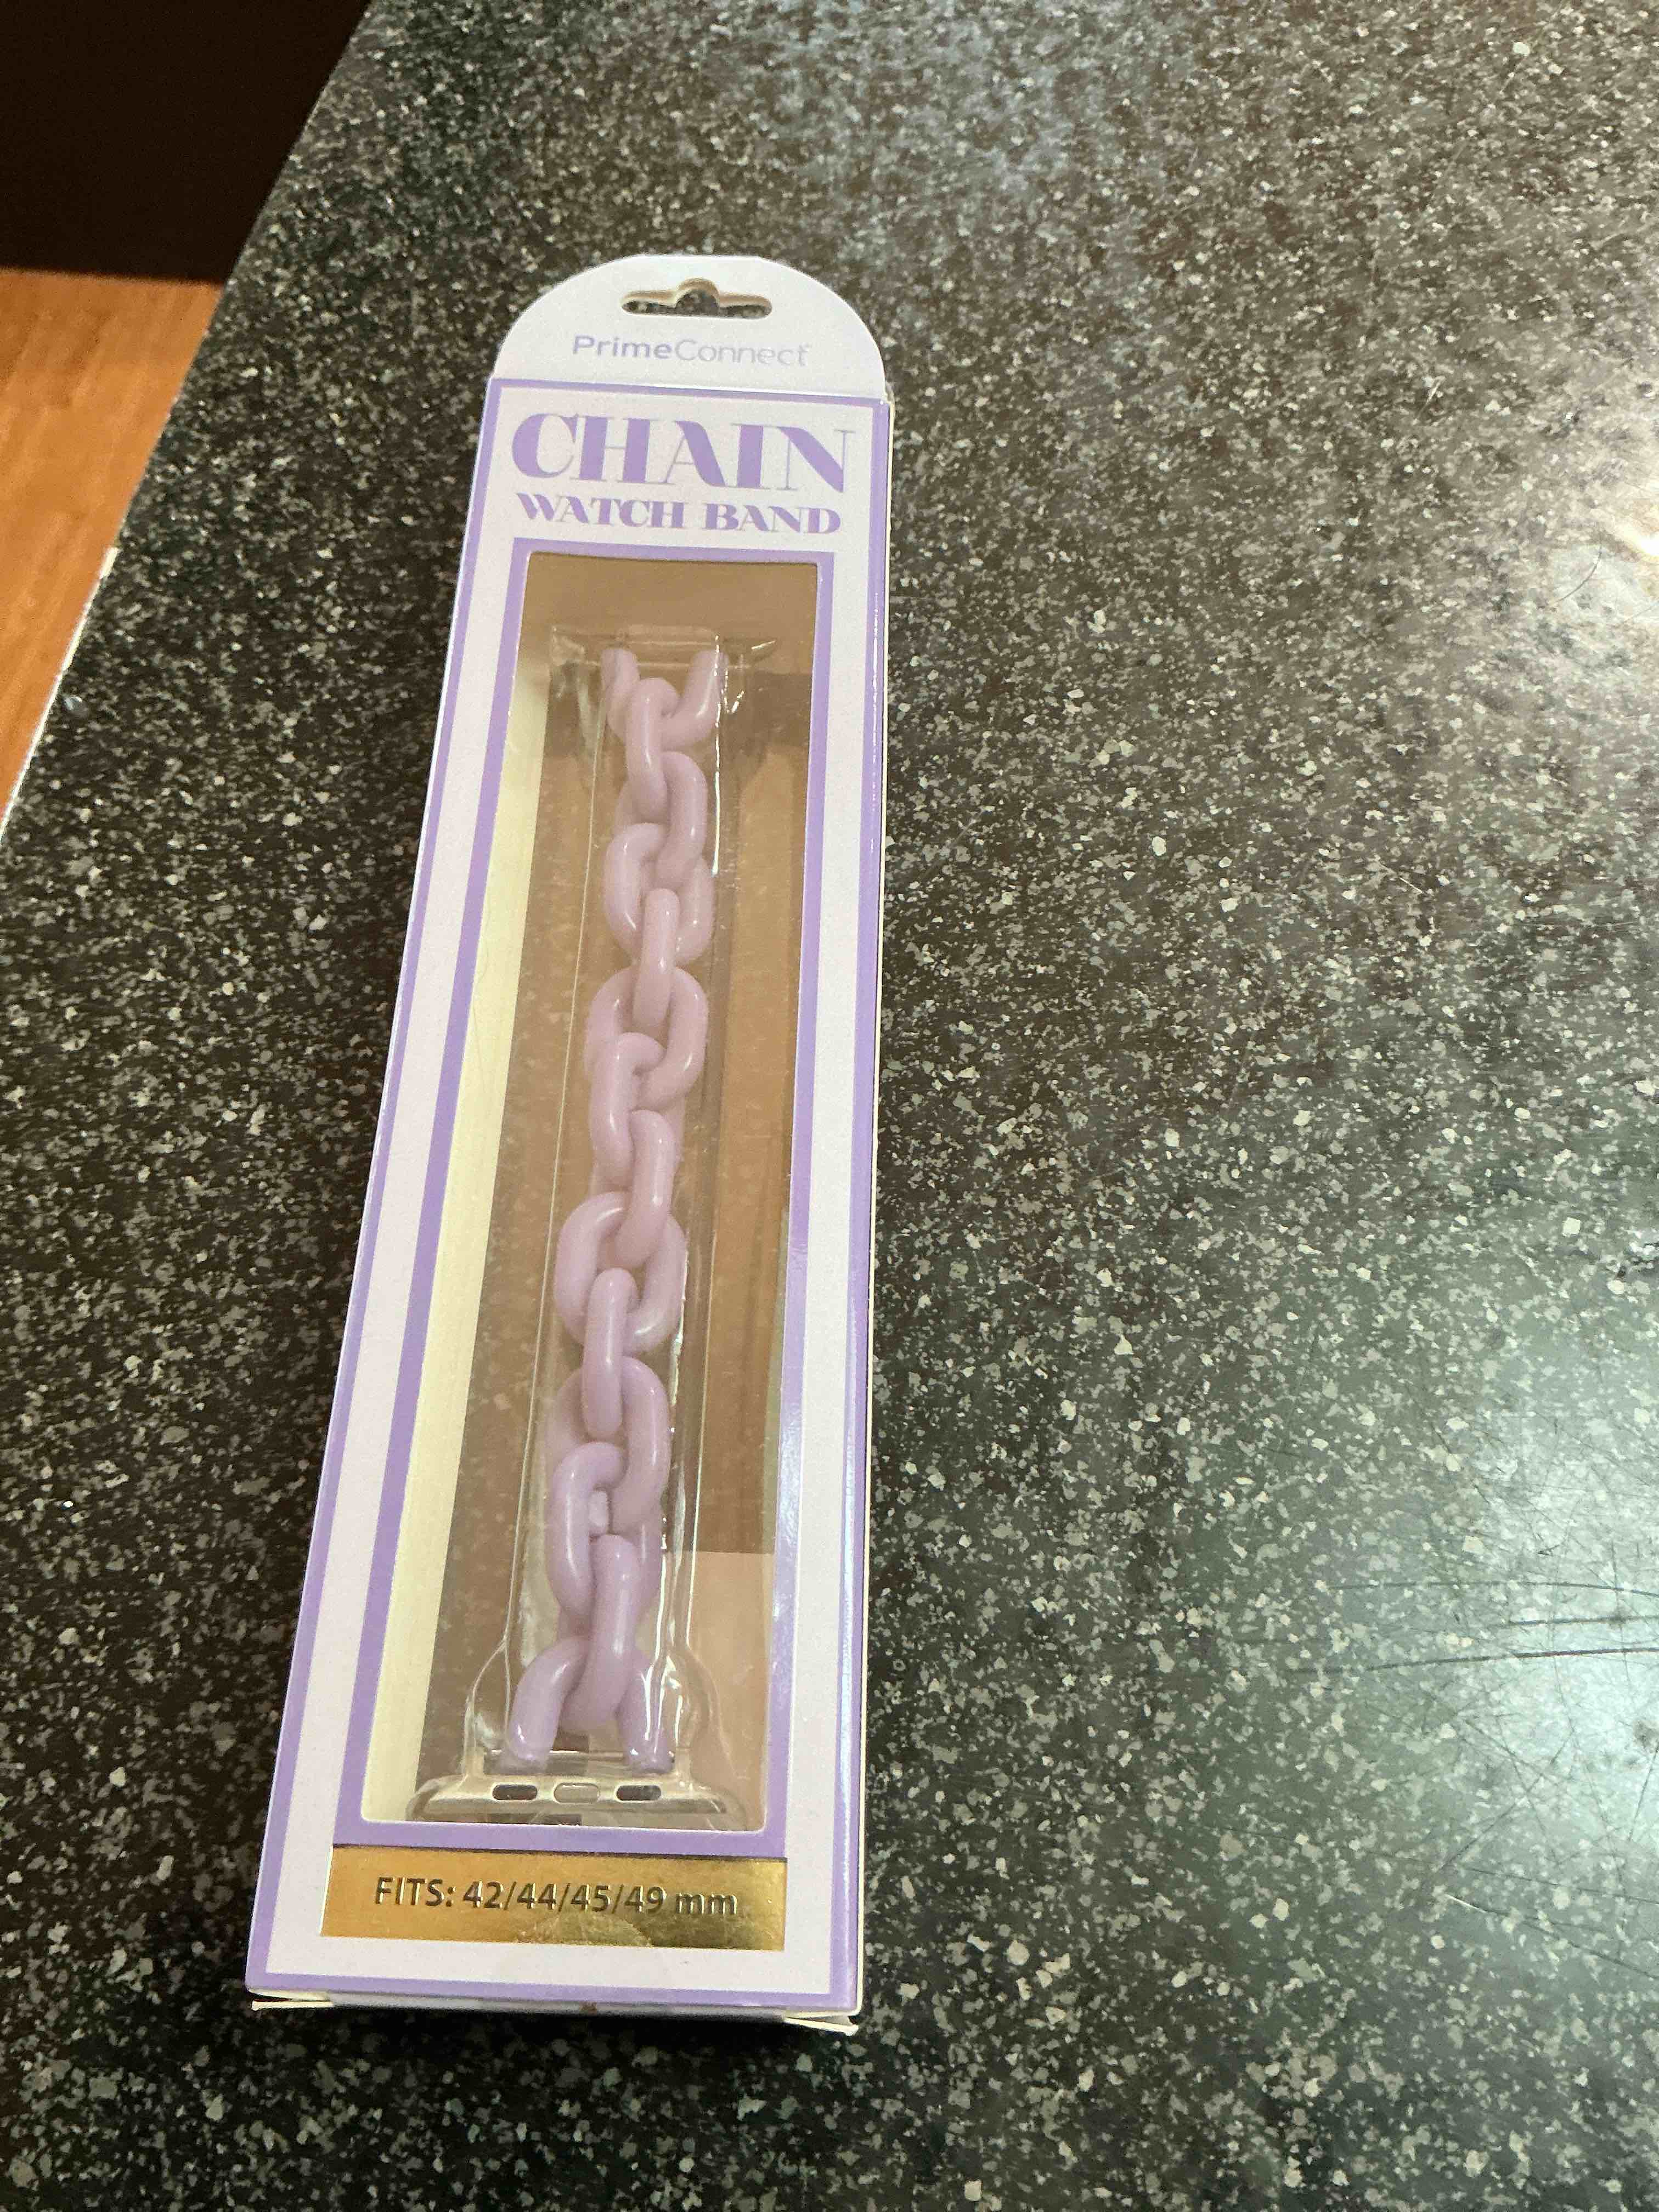 PrimeConnect
CHAIN
WATCH BAND
FITS: 42/44/45/49 mm